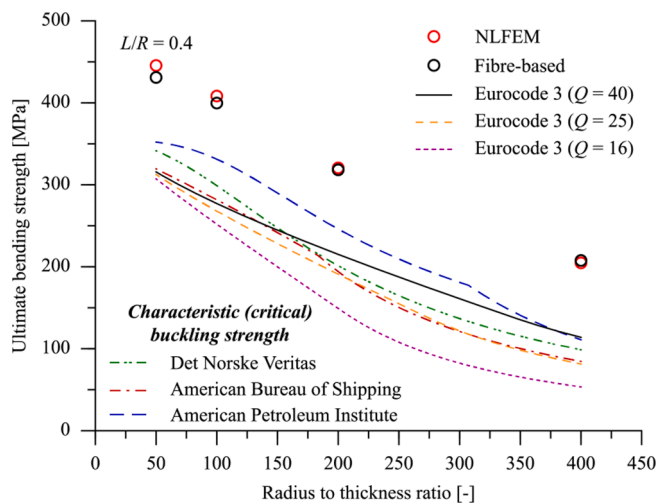 500
L/R = 0.4
NLFEM
Fibre-based
400
Eurocode 3 (Q = 40)
Eurocode 3 (Q = 25)
Eurocode 3 (Q = 16)
300
Ultimate bending strength [MPa]
200
Characteristic (critical)
buckling strength
Det Norske Veritas
100
American Bureau of Shipping
American Petroleum Institute
0
0 50 100 150 200 250 300 350 400 450
Radius to thickness ratio [-]